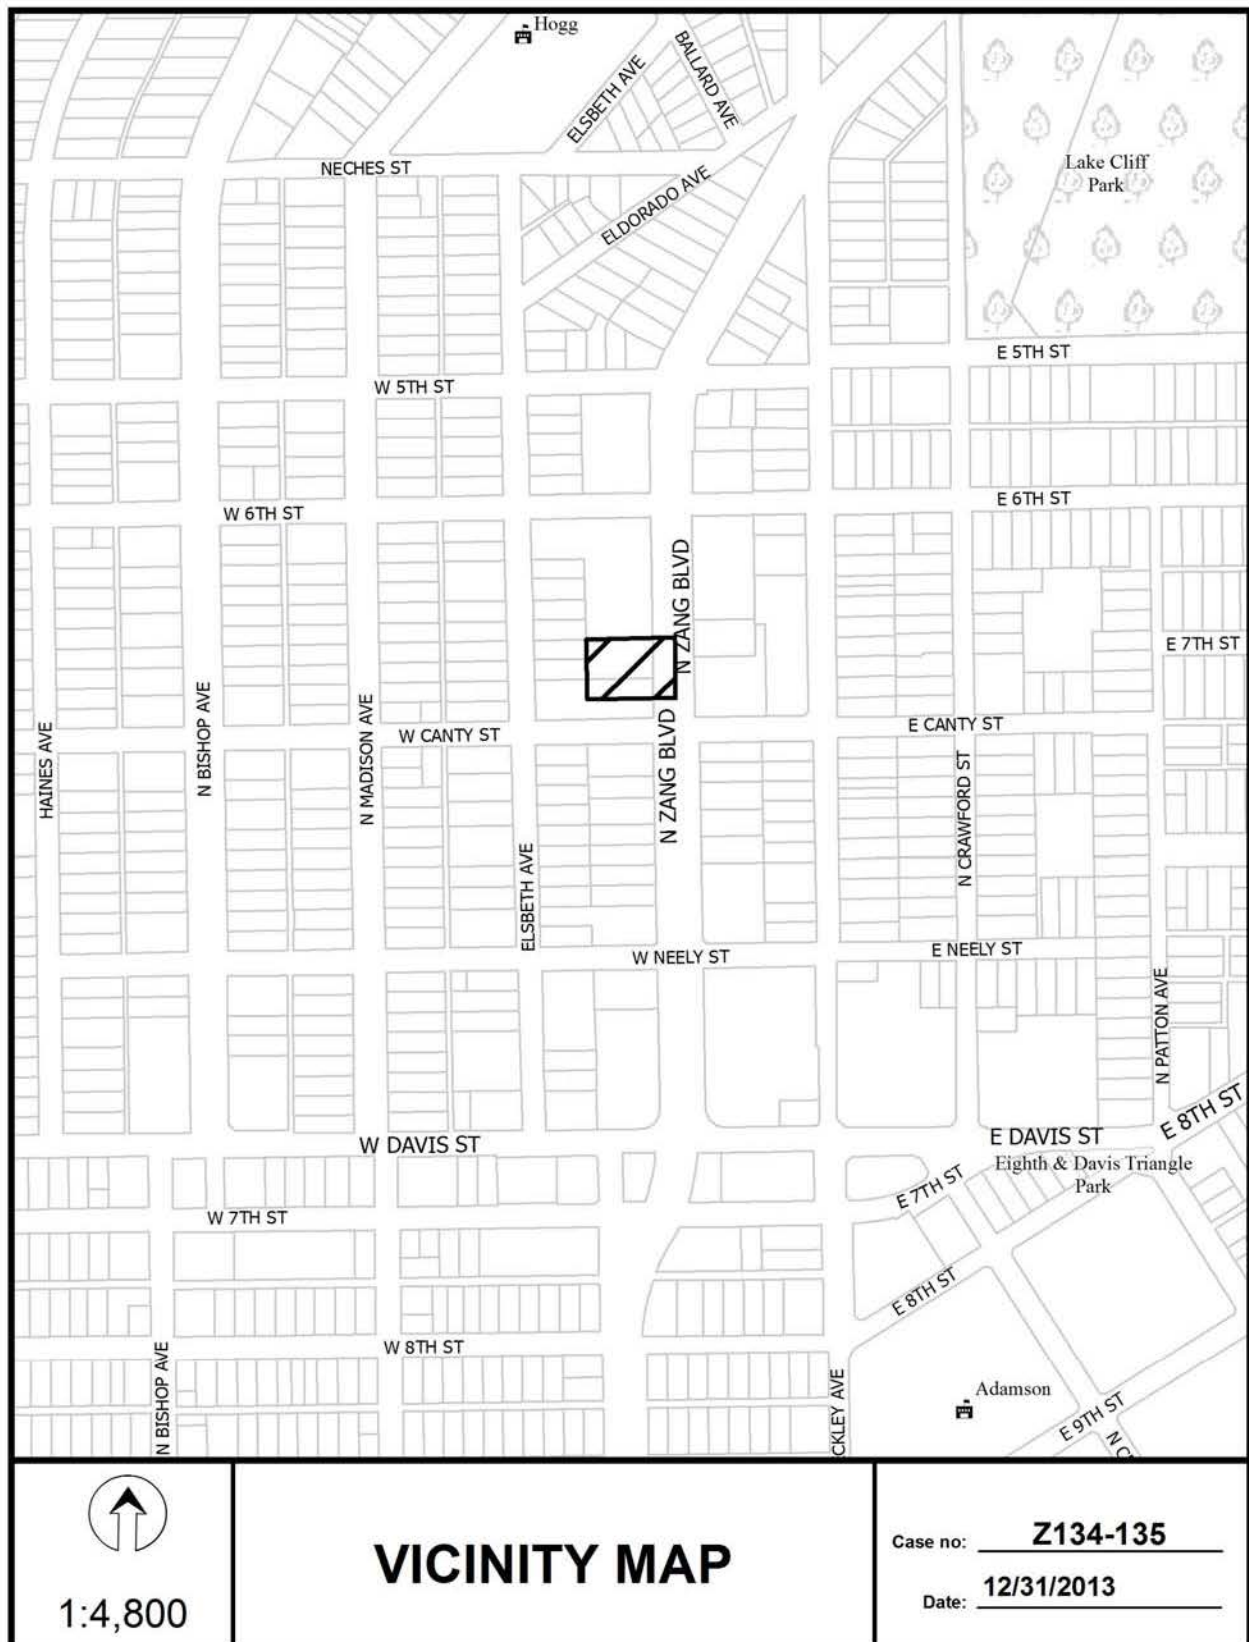 Hogg
ELSBETH AVE
BALLARD AVE
NECHES ST
Lake Cliff
Park
ELDORADO AVE
E 5TH ST
W 5TH ST
E 6TH ST
W 6TH ST
N ZANG BLVD
E 7TH ST
N BISHOP AVE
N MADISON AVE
HAINES AVE
W CANTY ST
E CANTY ST
N ZANG BLVD
N CRAWFORD ST
ELSBETH AVE
W NEELY ST
E NEELY ST
N PATTON AVE
E 8TH ST
W DAVIS ST
E DAVIS ST
Eighth & Davis Triangle
Park
E 7TH ST
W 7TH ST
E 8TH ST
W 8TH ST
N BISHOP AVE
CKLEY AVE
Adamson
E 9TH ST
N C
1:4,800
VICINITY MAP
Case no: Z134-135
Date: 12/31/2013